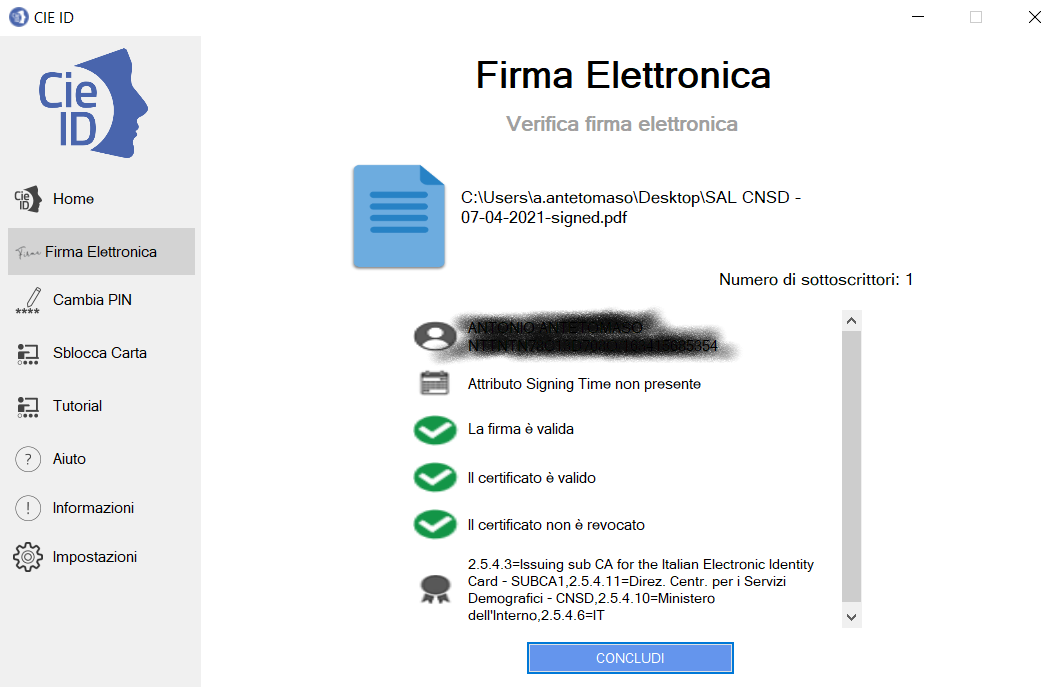 CIE ID
Cie
ID
Home
Firma Elettronica
Cambia PIN
Sblocca Carta
Tutorial
Aiuto
Informazioni
Impostazioni
Firma Elettronica
Verifica firma elettronica
C:\Users\a.antetomaso\Desktop\SAL CNSD -
07-04-2021-signed.pdf
Numero di sottoscrittori: 1
Attributo Signing Time non presente
La firma è valida
Il certificato è valido
Il certificato non è revocato
2.5.4.3=Issuing sub CA for the Italian Electronic Identity
Card - SUBCA1,2.5.4.11=Direz. Centr. per i Servizi
Demografici - CNSD,2.5.4.10=Ministero
dell'Interno,2.5.4.6=IT
CONCLUDI